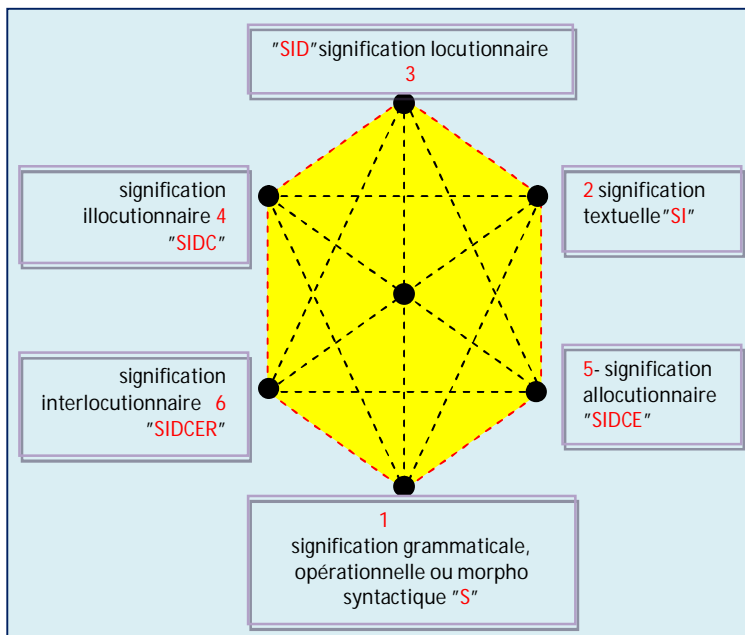 "SID"signification locutionnaire
3
signification
illocutionnaire 4
"SIDC"
2 signification
textuelle"SI"
signification
interlocutionnaire 6
"SIDCER"
5- signification
allocutionnaire
"SIDCE"
1
signification grammaticale,
opérationnelle ou morpho
syntactique "S"